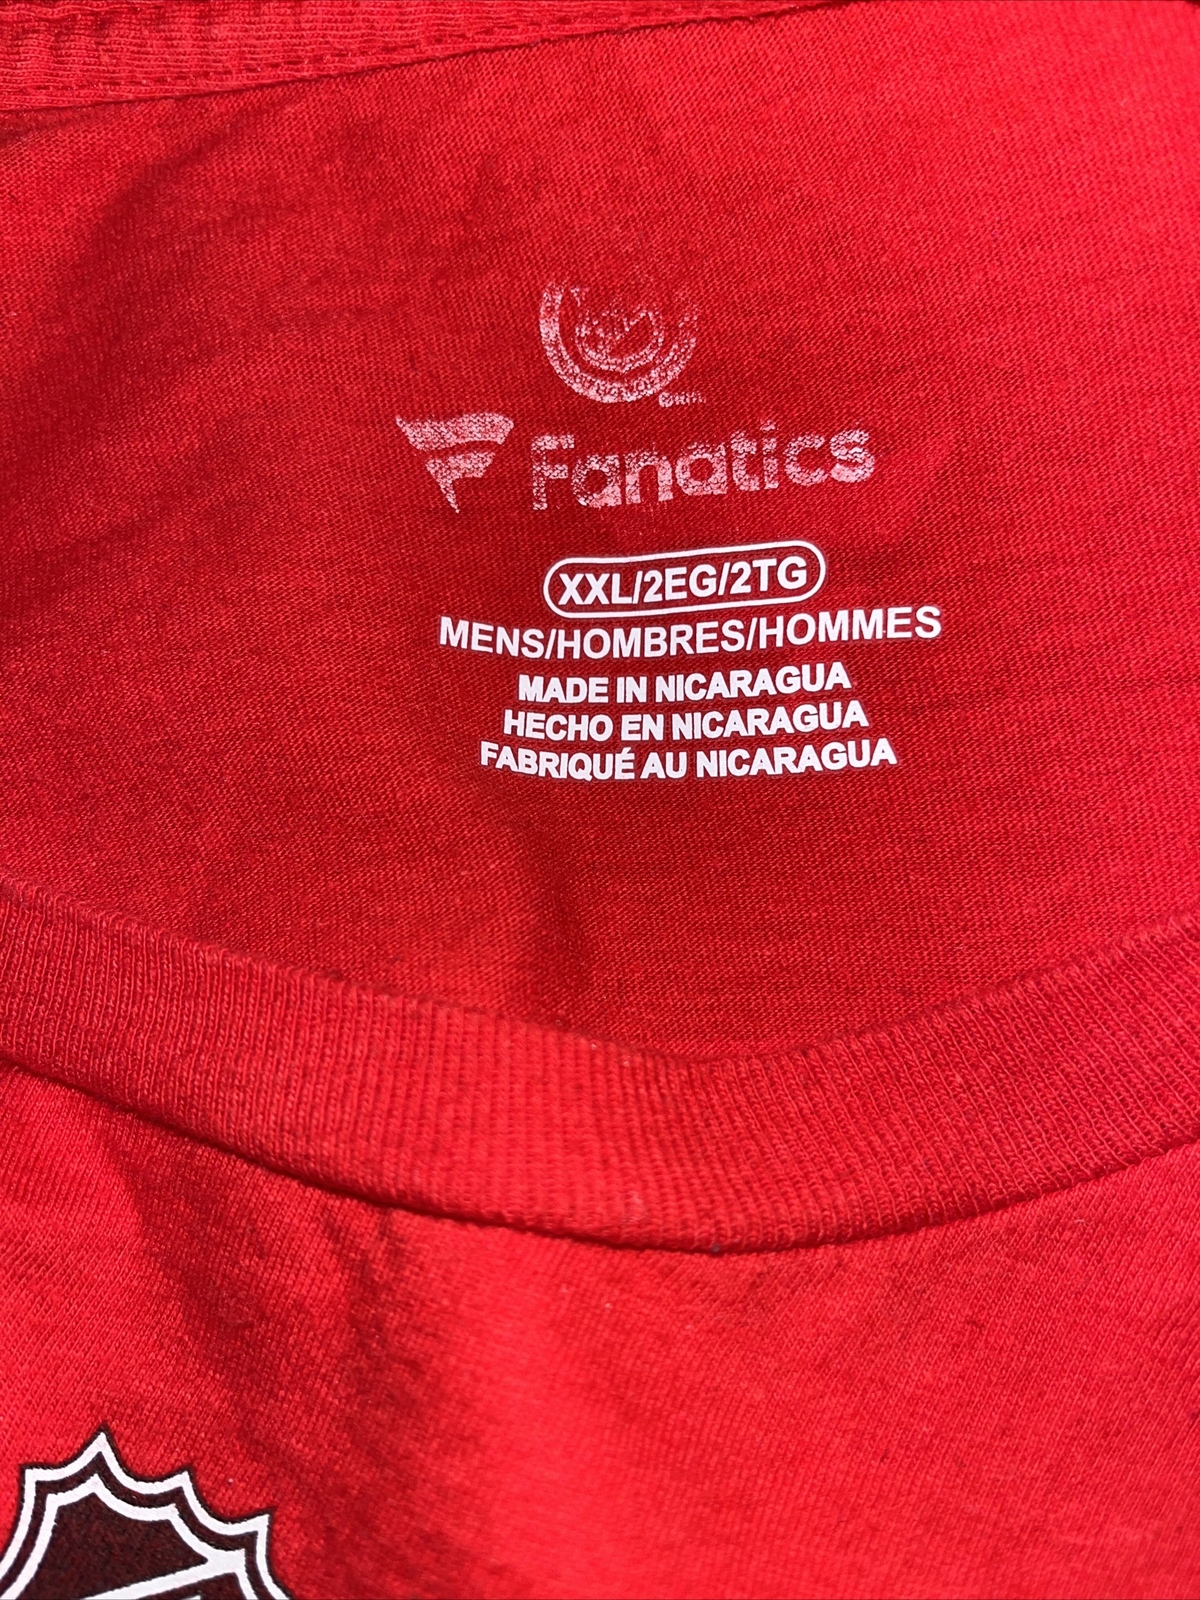 Fanatics
XXL/2EG/2TG
MENS/HOMBRES/HOMMES
MADE IN NICARAGUA
HECHO EN NICARAGUA
FABRIQUÉ AU NICARAGUA